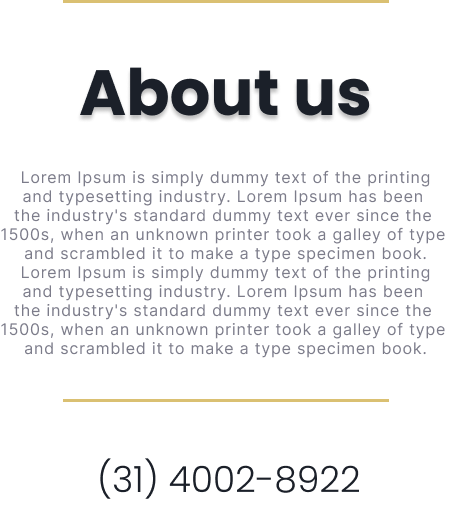 About us
Lorem Ipsum is simply dummy text of the printing
and typesetting industry. Lorem Ipsum has been
the industry's standard dummy text ever since the
1500s, when an unknown printer took a galley of type
and scrambled it to make a type specimen book.
Lorem Ipsum is simply dummy text of the printing
and typesetting industry. Lorem Ipsum has been
the industry's standard dummy text ever since the
1500s, when an unknown printer took a galley of type
and scrambled it to make a type specimen book.
(31) 4002-8922